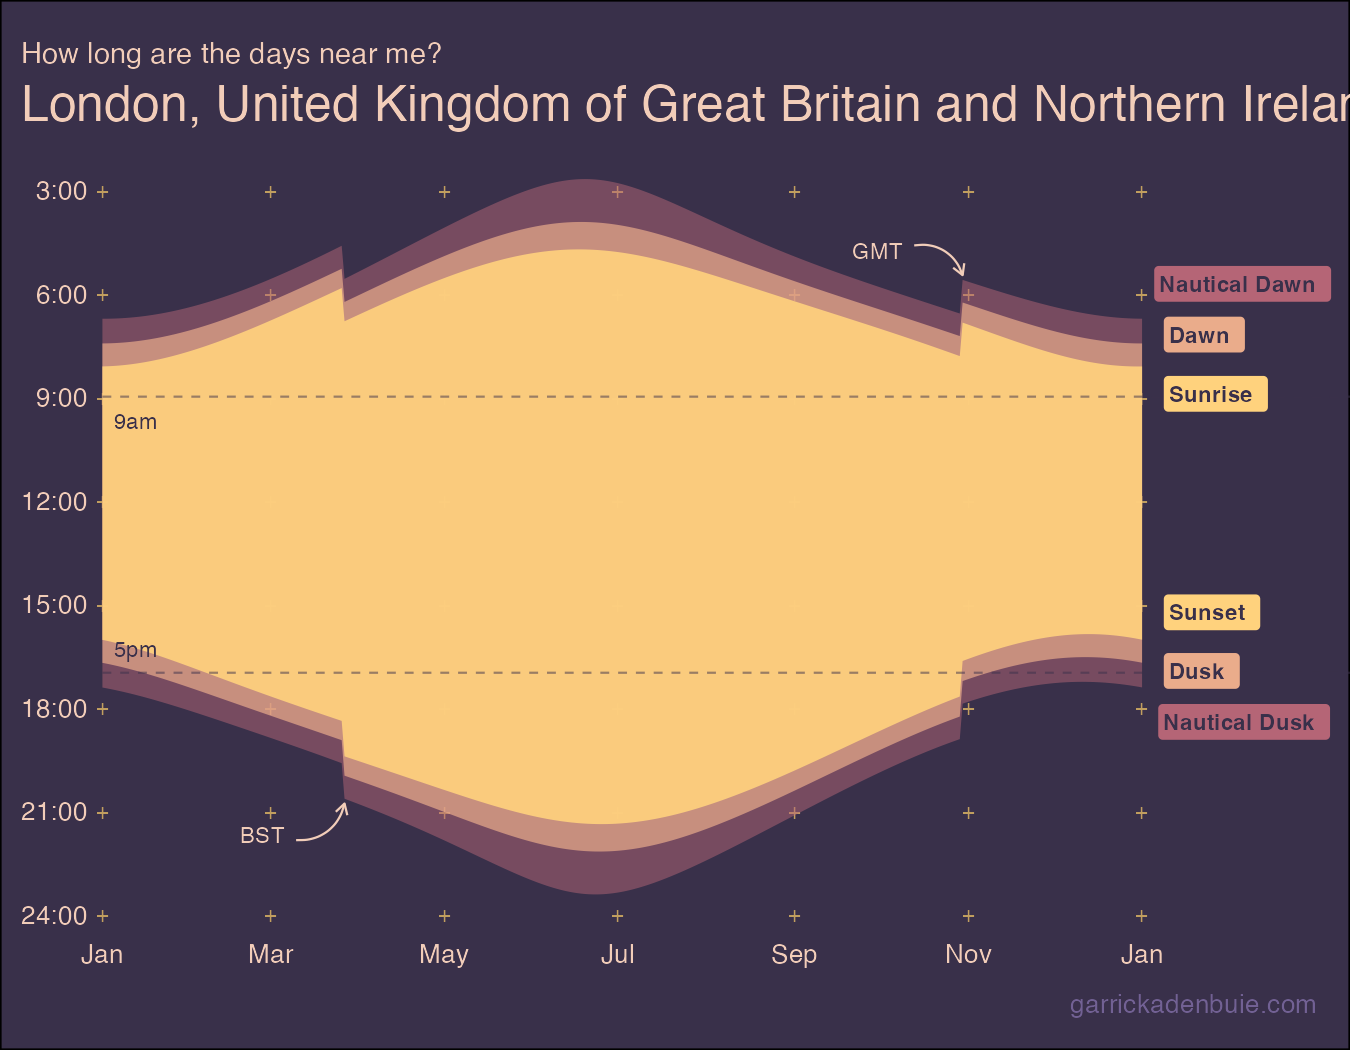 How long are the days near me?
London, United Kingdom of Great Britain and Northern Irelan
3:00
GMT
6:00
Nautical Dawn
Dawn
9:00
Sunrise
9am
12:00
15:00
Sunset
5pm
Dusk
18:00
Nautical Dusk
21:00
BST
24:00
Jan Mar May Jul Sep Nov Jan
garrickadenbuie.com